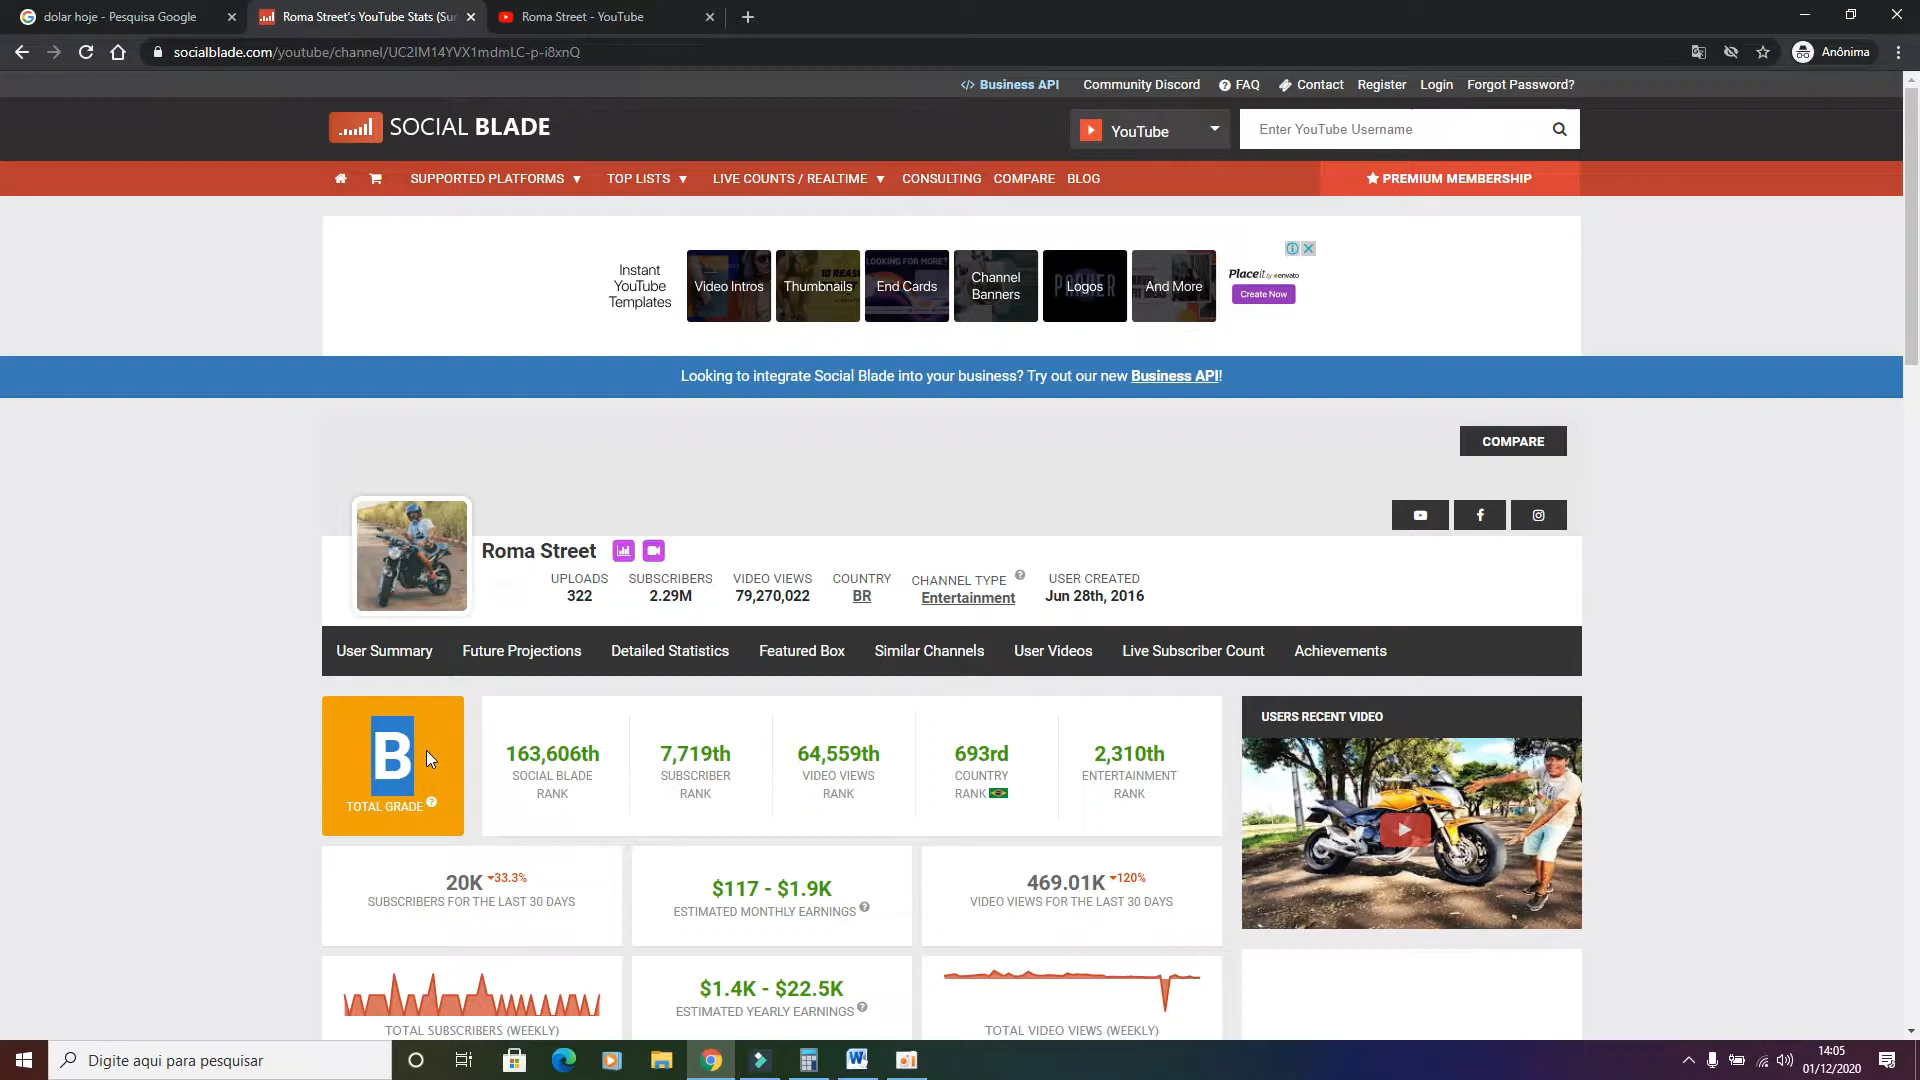 dolar hoje - Pesquisa Google
Roma Street's YouTube Stats (Sur
Roma Street - YouTube
socialblade.com/youtube/channel/UC2IM14YVX1mdmLC-p-i8xnQ
Anônima
</> Business API
Community Discord
FAQ
Contact
Register
Login
Forgot Password?
SOCIAL BLADE
YouTube
Enter YouTube Username
SUPPORTED PLATFORMS
TOP LISTS
LIVE COUNTS / REALTIME
CONSULTING
COMPARE
BLOG
PREMIUM MEMBERSHIP
Instant
YouTube
Templates
Video Intros
10 REAS
Thumbnails
LOOKING FOR MORE?
End Cards
Channel
Banners
PARKER
Logos
And More
Placeit by envato
Create Now
Looking to integrate Social Blade into your business? Try out our new Business API!
COMPARE
Roma Street
UPLOADS
322
SUBSCRIBERS
2.29M
VIDEO VIEWS
79,270,022
COUNTRY
BR
CHANNEL TYPE
Entertainment
USER CREATED
Jun 28th, 2016
User Summary
Future Projections
Detailed Statistics
Featured Box
Similar Channels
User Videos
Live Subscriber Count
Achievements
B
TOTAL GRADE
163,606th
SOCIAL BLADE
RANK
7,719th
SUBSCRIBER
RANK
64,559th
VIDEO VIEWS
RANK
693rd
COUNTRY
RANK
2,310th
ENTERTAINMENT
RANK
USERS RECENT VIDEO
20K -33.3%
SUBSCRIBERS FOR THE LAST 30 DAYS
$117 - $1.9K
ESTIMATED MONTHLY EARNINGS
469.01K -120%
VIDEO VIEWS FOR THE LAST 30 DAYS
TOTAL SUBSCRIBERS (WEEKLY)
$1.4K - $22.5K
ESTIMATED YEARLY EARNINGS
TOTAL VIDEO VIEWS (WEEKLY)
Digite aqui para pesquisar
14:05
01/12/2020